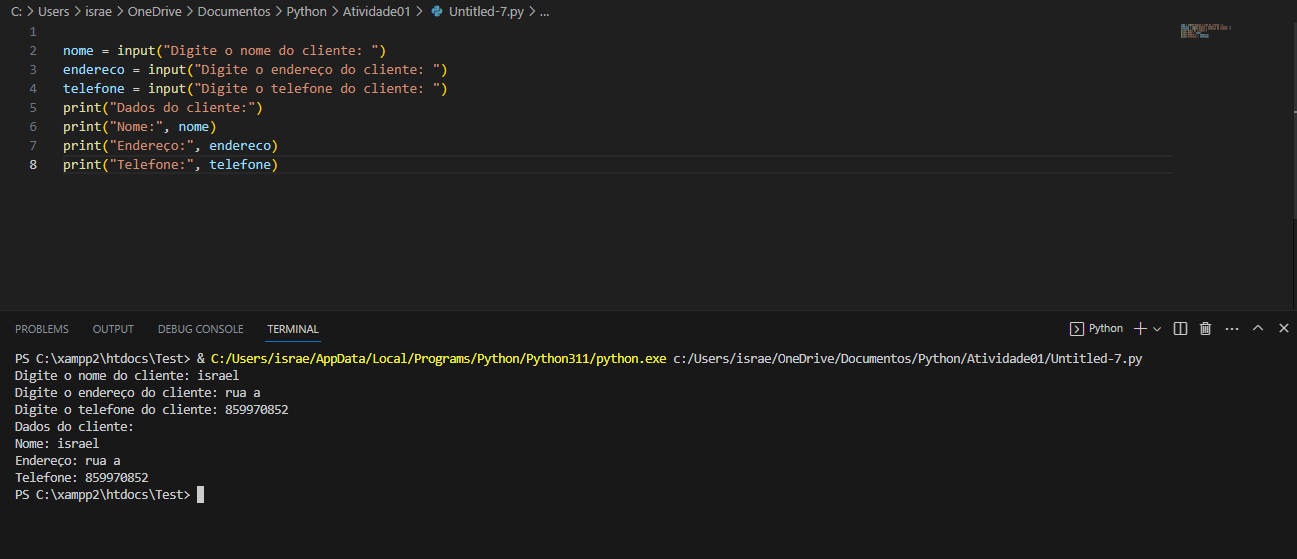 C: > Users > israe > OneDrive > Documentos > Python > Atividade01 > Untitled-7.py > ...
1
2 nome = input("Digite o nome do cliente: ")
3 endereco = input("Digite o endereço do cliente: ")
4 telefone = input("Digite o telefone do cliente: ")
5 print("Dados do cliente:")
6 print("Nome:", nome)
7 print("Endereço:", endereco)
8 print("Telefone:", telefone)
PROBLEMS OUTPUT DEBUG CONSOLE TERMINAL Python
PS C:\xampp2\htdocs\Test> & C:/Users/israe/AppData/Local/Programs/Python/Python311/python.exe c:/Users/israe/OneDrive/Documentos/Python/Atividade01/Untitled-7.py
Digite o nome do cliente: israel
Digite o endereço do cliente: rua a
Digite o telefone do cliente: 859970852
Dados do cliente:
Nome: israel
Endereço: rua a
Telefone: 859970852
PS C:\xampp2\htdocs\Test>